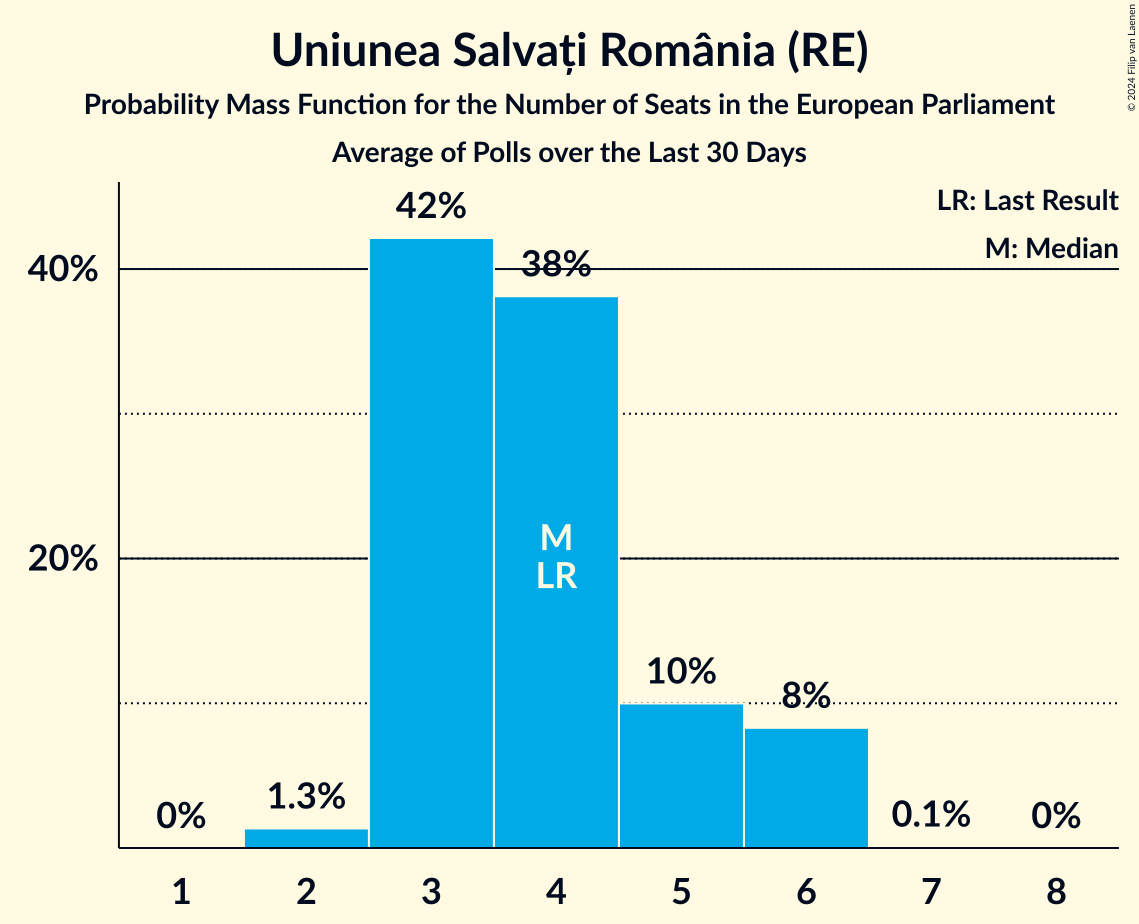 Uniunea Salvați România (RE)
Probability Mass Function for the Number of Seats in the European Parliament
Average of Polls over the Last 30 Days
© 2024 Filip van Laenen
LR: Last Result
M: Median
40%
20%
0%
1.3%
42%
38%
M
LR
10%
8%
0.1%
0%
1 2 3 4 5 6 7 8